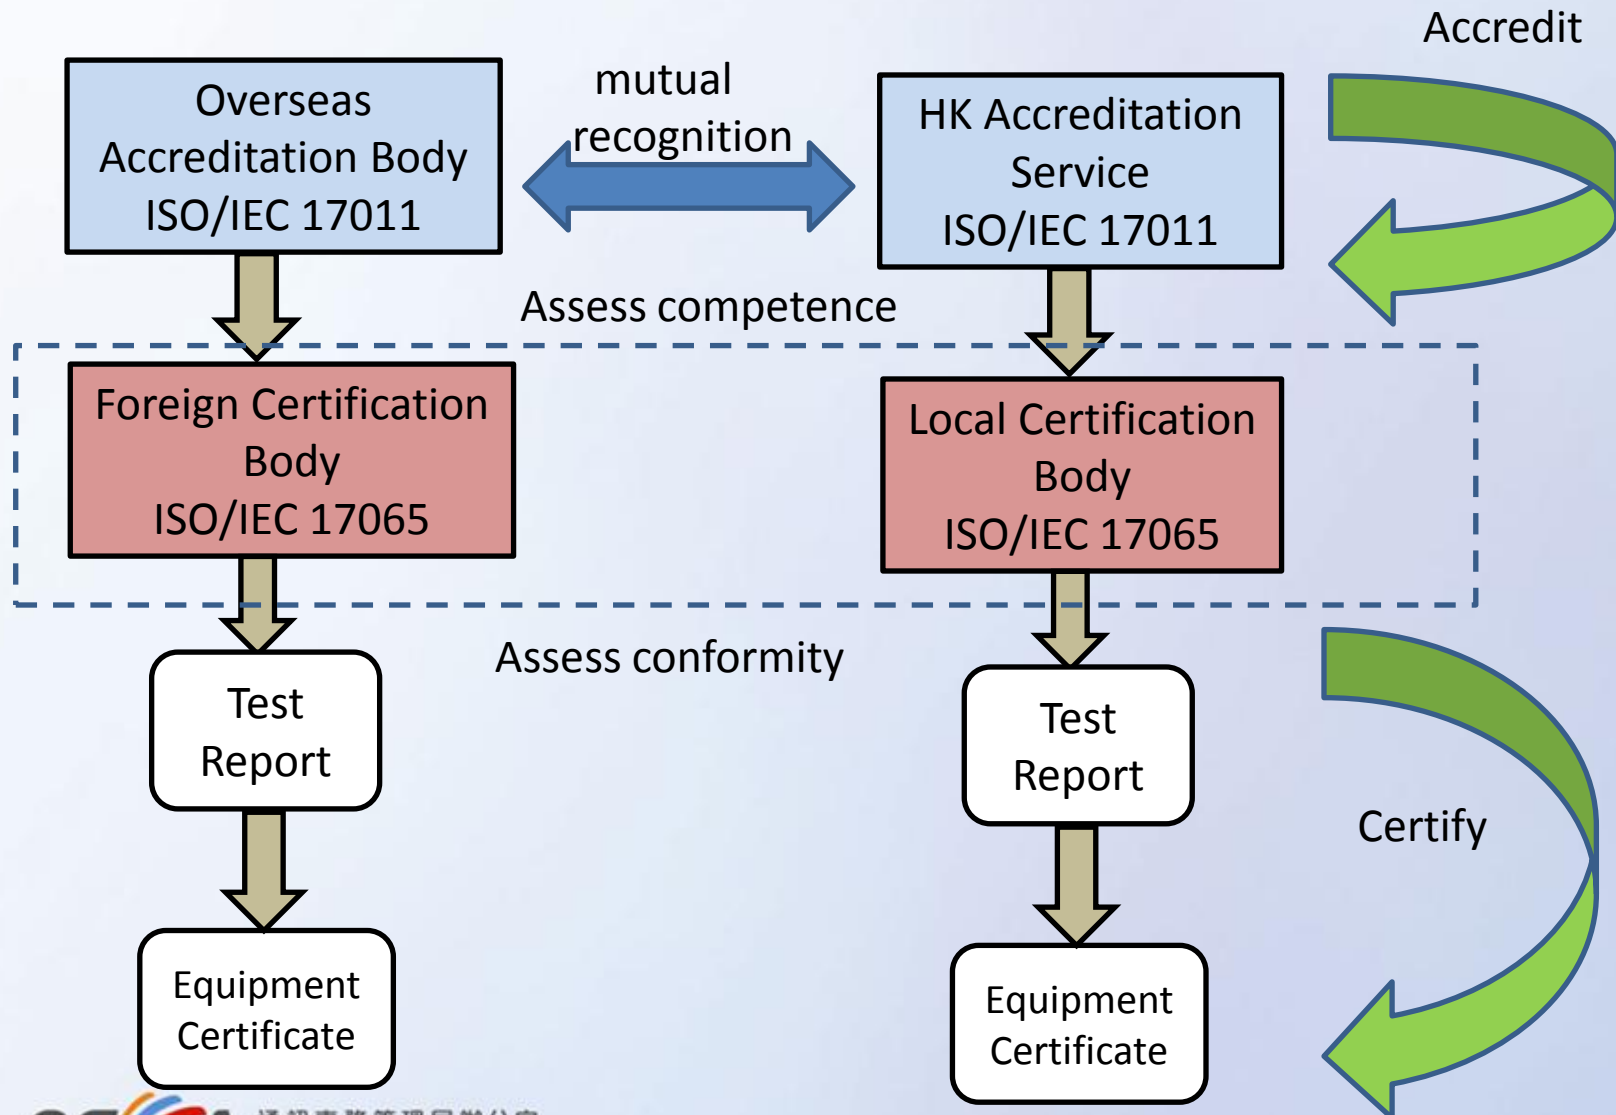 Accredit
Overseas
Accreditation Body
ISO/IEC 17011
mutual
recognition
HK Accreditation
Service
ISO/IEC 17011
Assess competence
Foreign Certification
Body
ISO/IEC 17065
Local Certification
Body
ISO/IEC 17065
Assess conformity
Test
Report
Test
Report
Certify
Equipment
Certificate
Equipment
Certificate